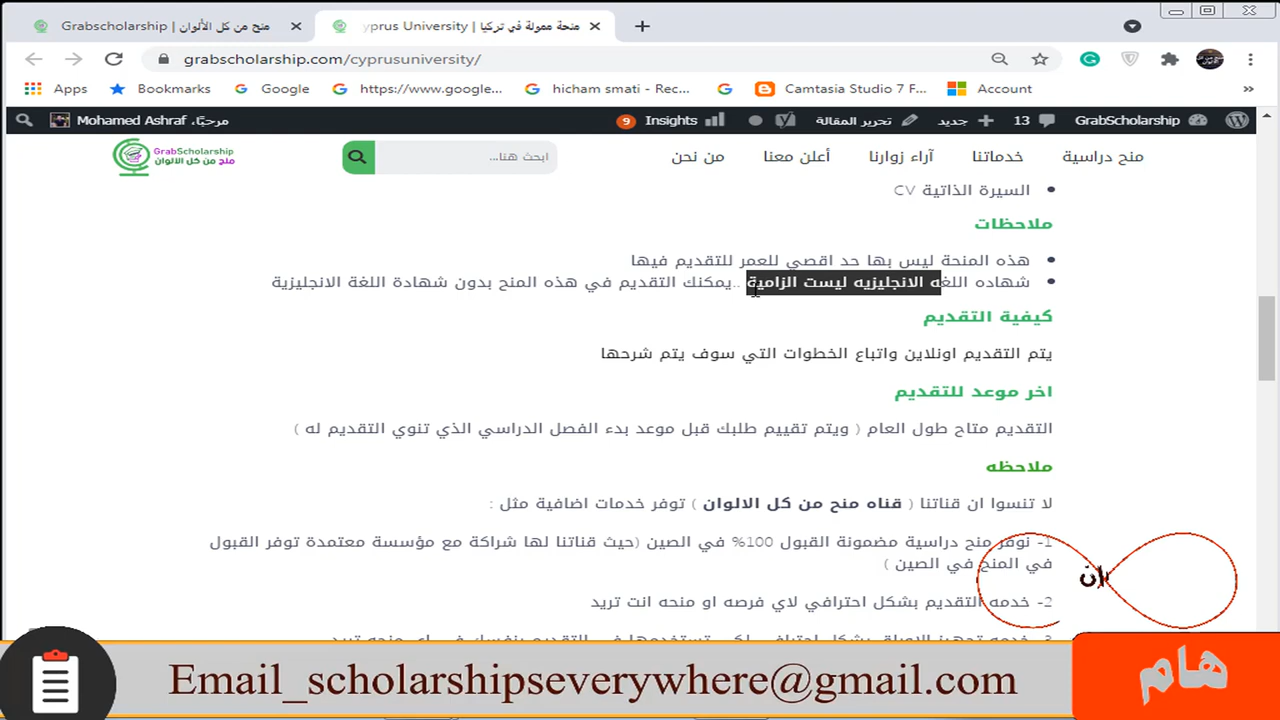 Grabscholarship | منح من كل الألوان
yprus University | منحة ممولة في تركيا
grabscholarship.com/cyprusuniversity/
Apps
Bookmarks
Google
https://www.google...
hicham smati - Rec...
Camtasia Studio 7 F...
Account
»
مرحبًا، Mohamed Ashraf
9 Insights
تحرير المقالة
جديد
13
GrabScholarship
GrabScholarship
منح من كل الالوان
ابحث هنا...
منح دراسية
خدماتنا
آراء زوارنا
أعلن معنا
من نحن
السيرة الذاتية CV
ملاحظات
هذه المنحة ليس بها حد اقصي للعمر للتقديم فيها
شهاده اللغه الانجليزيه ليست الزامية ..يمكنك التقديم في هذه المنح بدون شهادة اللغة الانجليزية
كيفية التقديم
يتم التقديم اونلاين واتباع الخطوات التي سوف يتم شرحها
اخر موعد للتقديم
التقديم متاح طول العام ( ويتم تقييم طلبك قبل موعد بدء الفصل الدراسي الذي تنوي التقديم له )
ملاحظه
لا تنسوا ان قناتنا ( قناه منح من كل الالوان ) توفر خدمات اضافية مثل :
1- نوفر منح دراسية مضمونة القبول 100% في الصين (حيث قناتنا لها شراكة مع مؤسسة معتمدة توفر القبول
في المنح في الصين )
2- خدمه التقديم بشكل احترافي لاي فرصه او منحه انت تريد
ان
Email_scholarshipseverywhere@gmail.com
هام